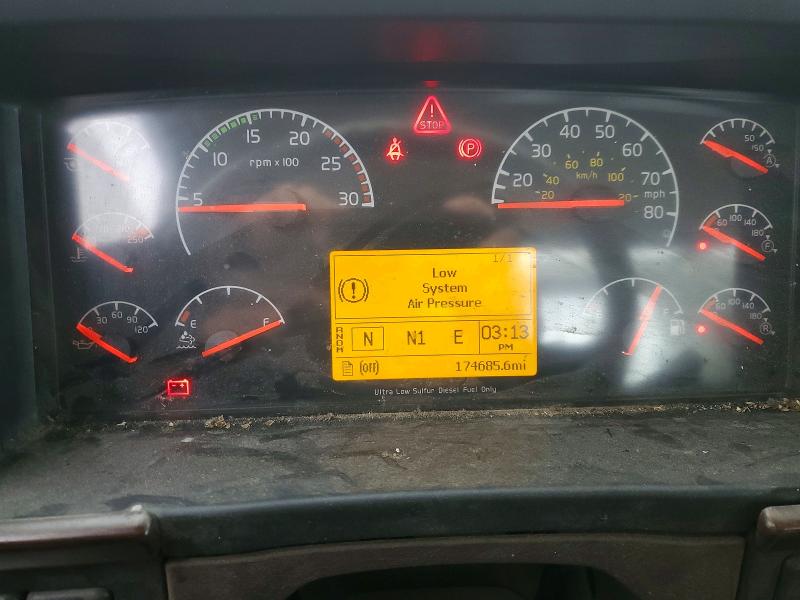 STOP
P
5 10 15 20 25 30
rpm x 100
20 30 40 50 60 70 80
mph
20 40 60 80 100 120
km/h
50
150
A
250
60 100 140
180
F
30 60 90
120
E F
F
60 100 140
180
R
1/1
Low
System
Air Pressure
R
N
D
M
N N1 E 03:13
PM
(Off) 174685.6mi
Ultra Low Sulfur Diesel Fuel Only